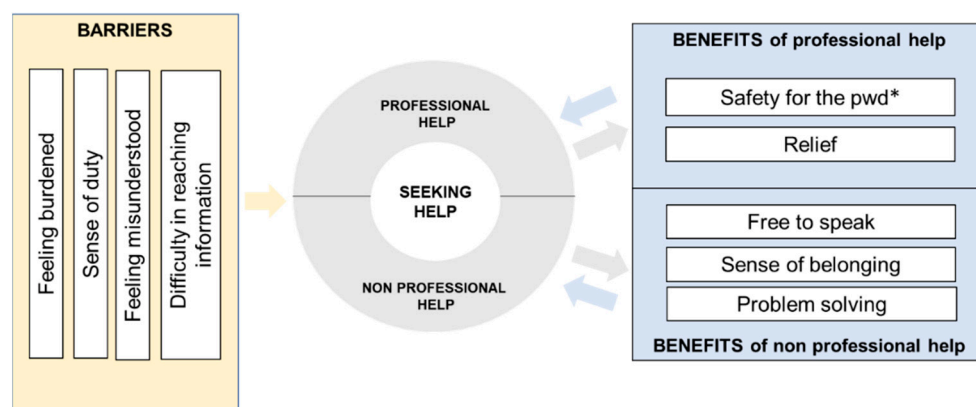 BARRIERS
Feeling burdened
Sense of duty
Feeling misunderstood
Difficulty in reaching
information
PROFESSIONAL
HELP
SEEKING
HELP
NON PROFESSIONAL
HELP
BENEFITS of professional help
Safety for the pwd*
Relief
Free to speak
Sense of belonging
Problem solving
BENEFITS of non professional help